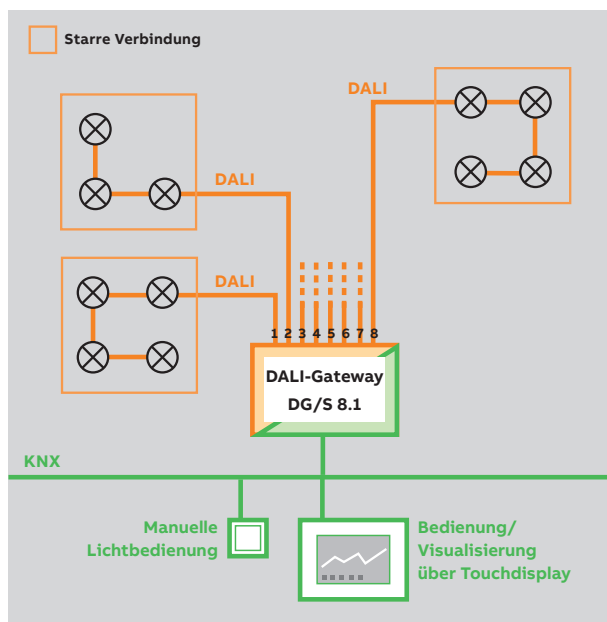 Starre Verbindung
DALI
DALI
DALI
1 2 3 4 5 6 7 8
DALI-Gateway
DG/S 8.1
KNX
Manuelle
Lichtbedienung
Bedienung/
Visualisierung
über Touchdisplay